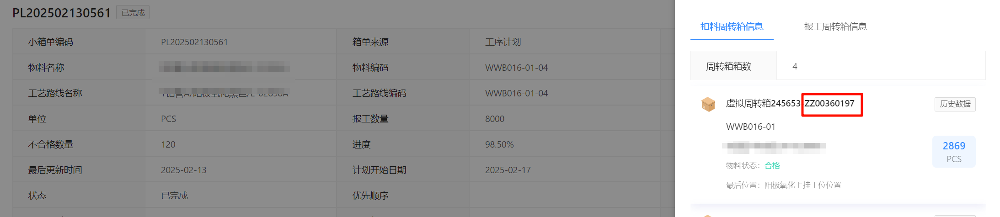 PL202502130561 已完成
小箱单编码 PL202502130561 箱单来源 工序计划
物料名称 物料编码 WWB016-01-04
工艺路线名称 工艺路线编码 WWB016-01-04
单位 PCS 报工数量 8000
不合格数量 120 进度 98.50%
最后更新时间 2025-02-13 计划开始日期 2025-02-17
状态 已完成 优先顺序
扣料周转箱信息 报工周转箱信息
周转箱箱数 4
虚拟周转箱245653 ZZ00360197 历史数据
WWB016-01
2869
PCS
物料状态: 合格
最后位置: 阳极氧化上挂工位位置